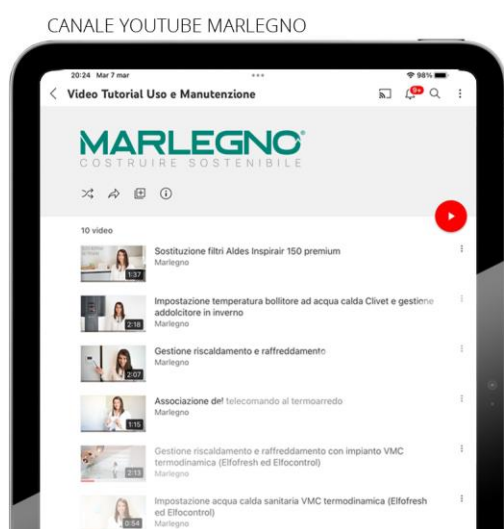 CANALE YOUTUBE MARLEGNO
20:24 Mar 7 mar
98%
Video Tutorial Uso e Manutenzione
9+
MARLEGNO
COSTRUIRE SOSTENIBILE
10 video
Sostituzione filtri Aldes Inspirair 150 premium
Marlegno
1:37
Impostazione temperatura bollitore ad acqua calda Clivet e gestione
addolcitore in inverno
Marlegno
2:18
Gestione riscaldamento e raffreddamento
Marlegno
2:07
Associazione del telecomando al termoarredo
Marlegno
1:15
Gestione riscaldamento e raffreddamento con impianto VMC
termodinamica (Elfofresh ed Elfocontrol)
Marlegno
2:13
Impostazione acqua calda sanitaria VMC termodinamica (Elfofresh
ed Elfocontrol)
Marlegno
0:54